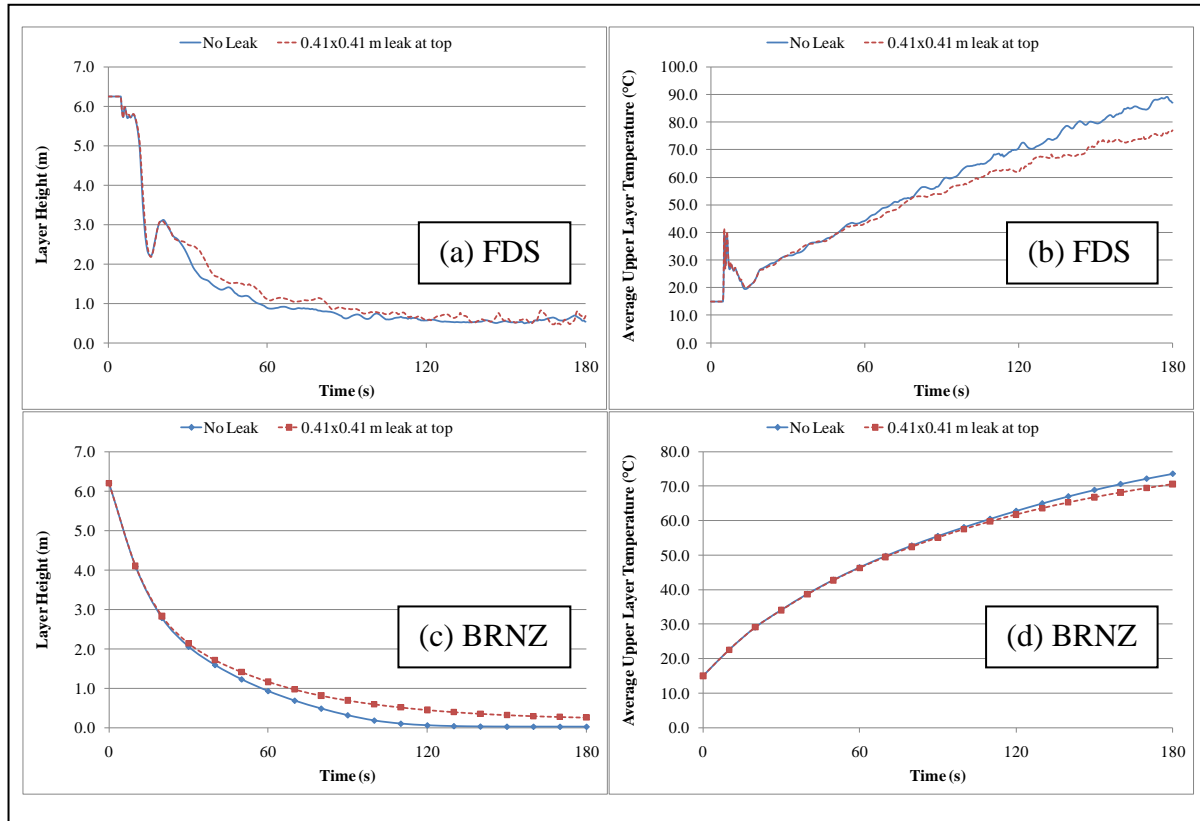 No Leak 0.41x0.41 m leak at top
7.0
6.0
5.0
4.0
3.0
2.0
1.0
0.0
Layer Height (m)
(a) FDS
0 60 120 180
Time (s)
No Leak 0.41x0.41 m leak at top
100.0
90.0
80.0
70.0
60.0
50.0
40.0
30.0
20.0
10.0
0.0
Average Upper Layer Temperature (°C)
(b) FDS
0 60 120 180
Time (s)
No Leak 0.41x0.41 m leak at top
7.0
6.0
5.0
4.0
3.0
2.0
1.0
0.0
Layer Height (m)
(c) BRNZ
0 60 120 180
Time (s)
No Leak 0.41x0.41 m leak at top
80.0
70.0
60.0
50.0
40.0
30.0
20.0
10.0
0.0
Average Upper Layer Temperature (°C)
(d) BRNZ
0 60 120 180
Time (s)